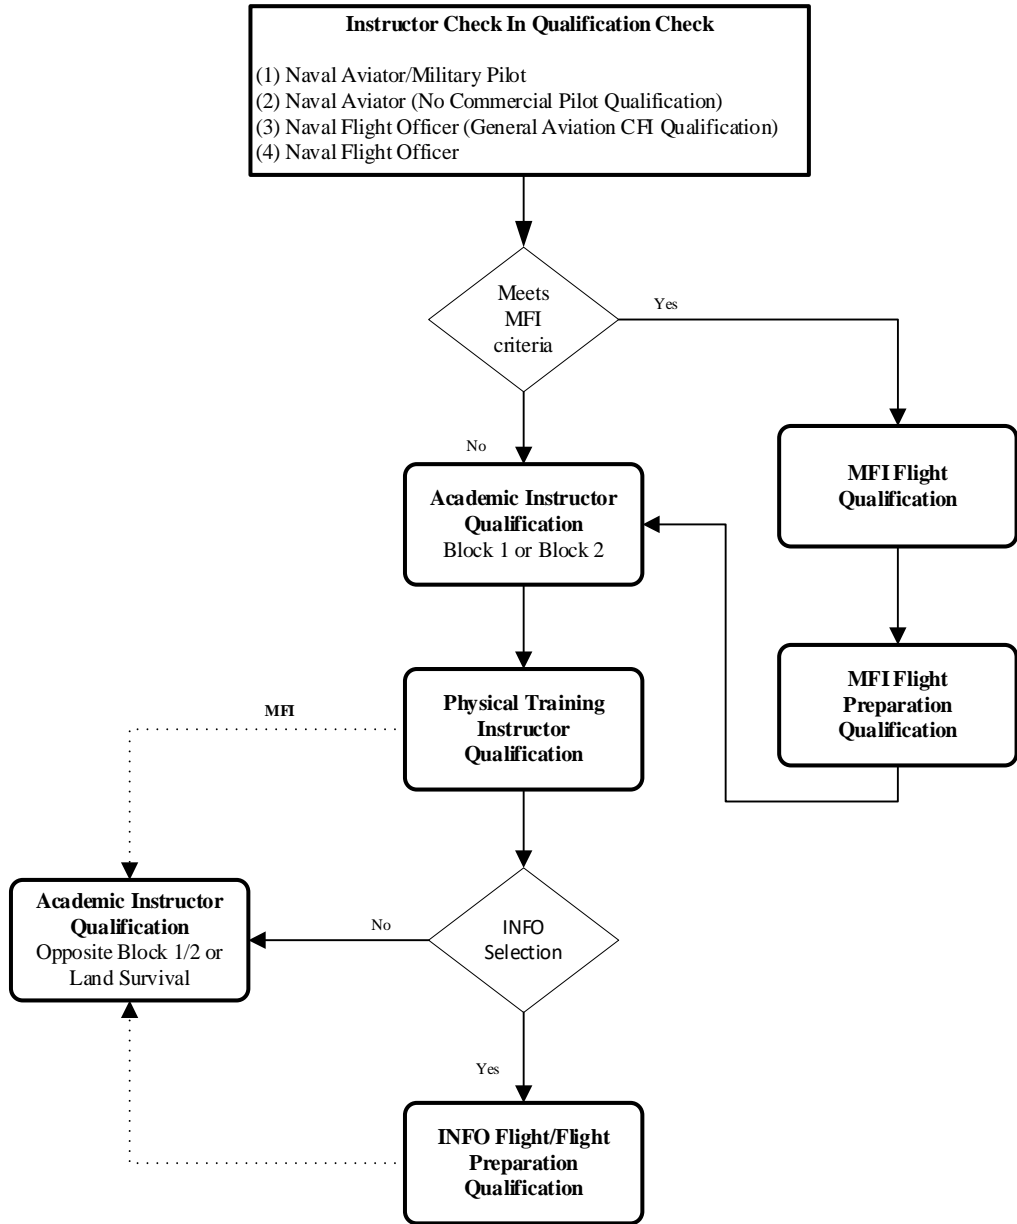 Instructor Check In Qualification Check
(1) Naval Aviator/Military Pilot
(2) Naval Aviator (No Commercial Pilot Qualification)
(3) Naval Flight Officer (General Aviation CFI Qualification)
(4) Naval Flight Officer
Meets
MFI
criteria
Yes
No
MFI Flight
Qualification
Academic Instructor
Qualification
Block 1 or Block 2
MFI Flight
Preparation
Qualification
Physical Training
Instructor
Qualification
MFI
Academic Instructor
Qualification
Opposite Block 1/2 or
Land Survival
No
INFO
Selection
Yes
INFO Flight/Flight
Preparation
Qualification